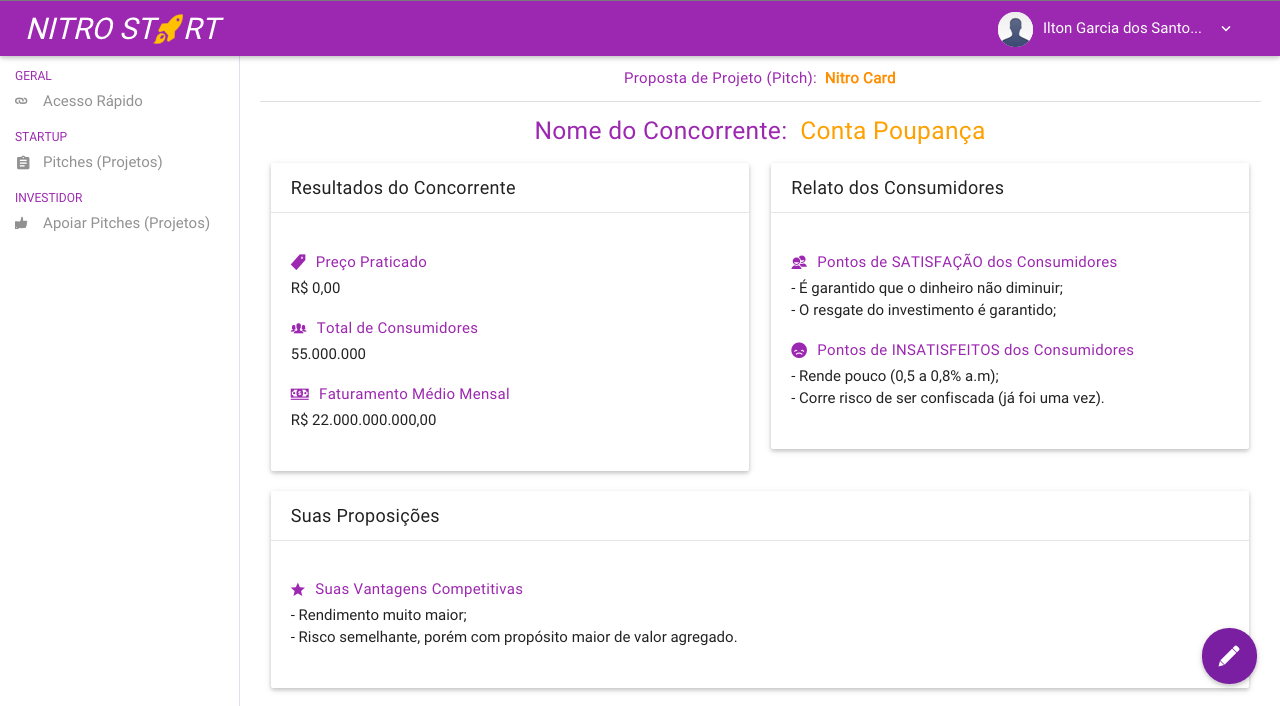 NITRO START
Ilton Garcia dos Santo...
GERAL
Acesso Rápido
STARTUP
Pitches (Projetos)
INVESTIDOR
Apoiar Pitches (Projetos)
Proposta de Projeto (Pitch): Nitro Card
Nome do Concorrente: Conta Poupança
Resultados do Concorrente
Preço Praticado
R$ 0,00
Total de Consumidores
55.000.000
Faturamento Médio Mensal
R$ 22.000.000.000,00
Relato dos Consumidores
Pontos de SATISFAÇÃO dos Consumidores
- É garantido que o dinheiro não diminuir;
- O resgate do investimento é garantido;
Pontos de INSATISFEITOS dos Consumidores
- Rende pouco (0,5 a 0,8% a.m);
- Corre risco de ser confiscada (já foi uma vez).
Suas Proposições
Suas Vantagens Competitivas
- Rendimento muito maior;
- Risco semelhante, porém com propósito maior de valor agregado.